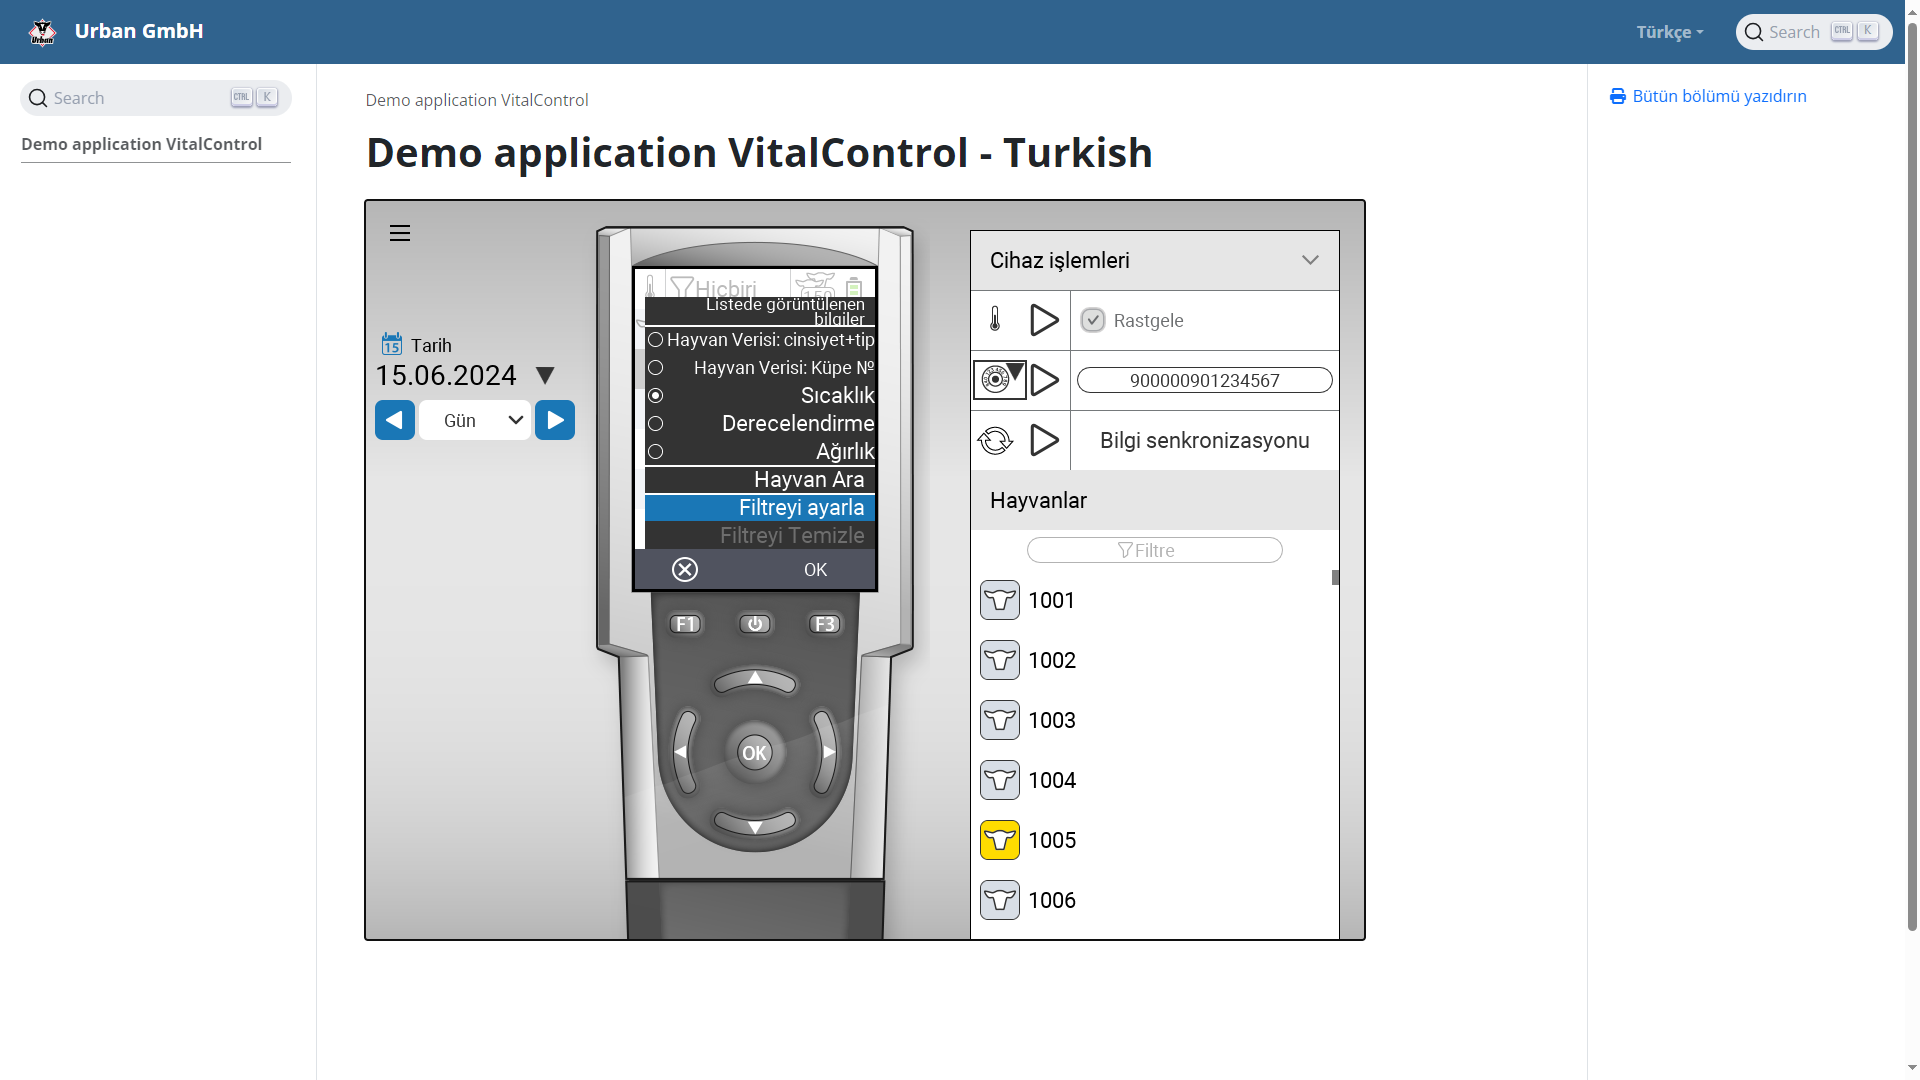 Urban GmbH
Türkçe
Search CTRL K
Search CTRL K
Demo application VitalControl
Demo application VitalControl
Demo application VitalControl - Turkish
Bütün bölümü yazıdırın
15 Tarih
15.06.2024
Gün
Hiçbiri
Listede görüntülenen
bilgiler
Hayvan Verisi: cinsiyet+tip
Hayvan Verisi: Küpe №
Sıcaklık
Derecelendirme
Ağırlık
Hayvan Ara
Filtreyi ayarla
Filtreyi Temizle
OK
F1
F3
OK
Cihaz işlemleri
Rastgele
900000901234567
Bilgi senkronizasyonu
Hayvanlar
Filtre
1001
1002
1003
1004
1005
1006